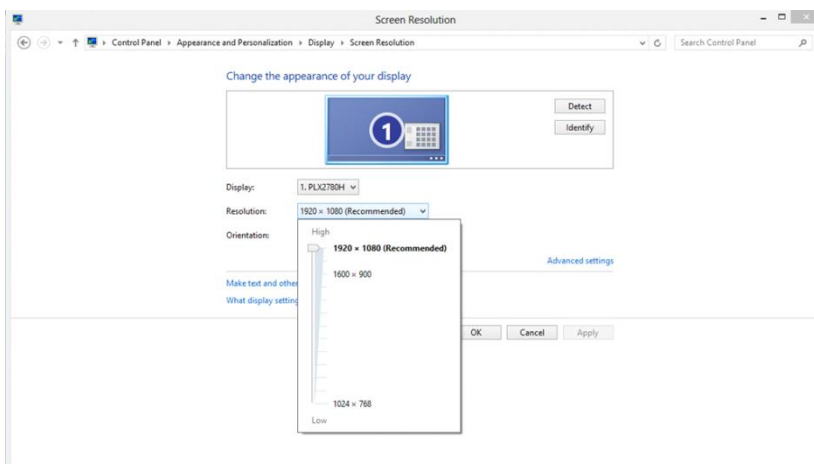 Screen Resolution
Control Panel Appearance and Personalization Display Screen Resolution
Search Control Panel
Change the appearance of your display
1
Detect
Identify
Display: 1. PLX2780H
Resolution: 1920 × 1080 (Recommended)
Orientation:
High
1920 × 1080 (Recommended)
1600 × 900
1024 × 768
Low
Advanced settings
Make text and other
What display setting
OK Cancel Apply